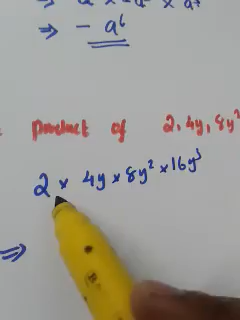 ⇒ - a⁶
product of 2, 4y, 8y²
2 × 4y × 8y² × 16y³
⇒